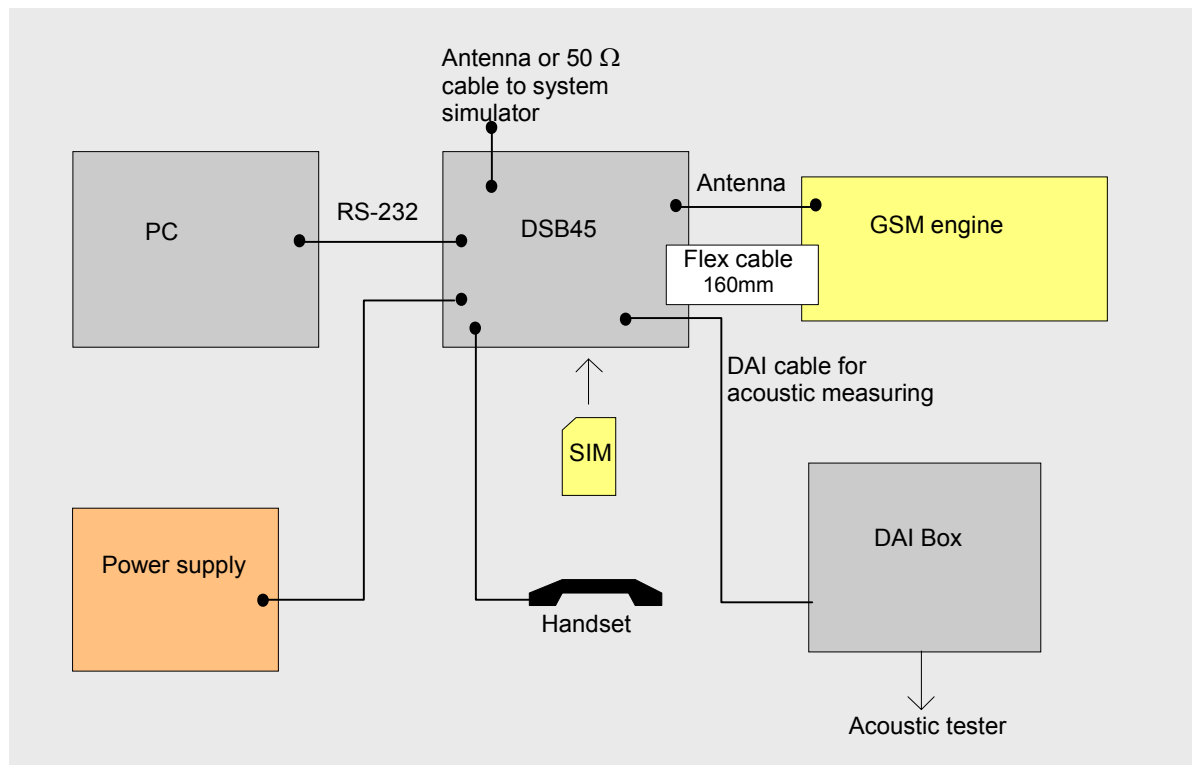 Antenna or 50 Ω
cable to system
simulator
PC
RS-232
DSB45
Antenna
GSM engine
Flex cable
160mm
DAI cable for
acoustic measuring
SIM
Power supply
Handset
DAI Box
Acoustic tester